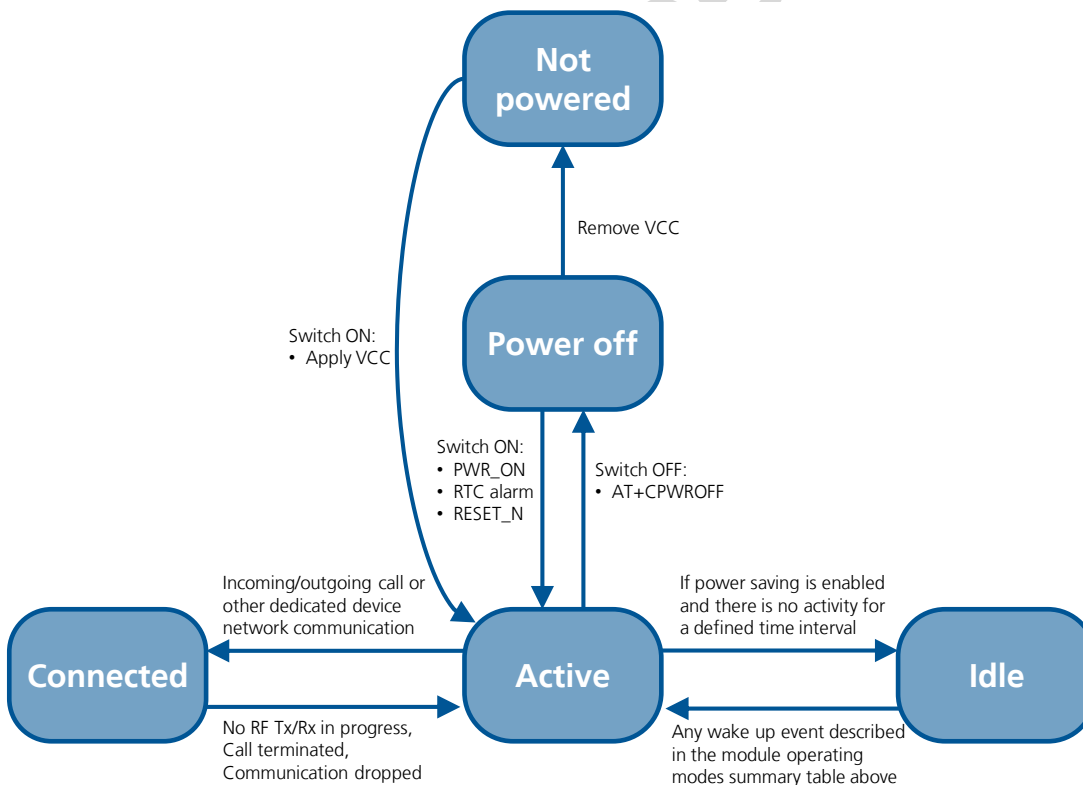 Not
powered
Remove VCC
Switch ON:
• Apply VCC
Power off
Switch ON:
• PWR_ON
• RTC alarm
• RESET_N
Switch OFF:
• AT+CPWROFF
Incoming/outgoing call or
other dedicated device
network communication
If power saving is enabled
and there is no activity for
a defined time interval
Connected
Active
Idle
No RF Tx/Rx in progress,
Call terminated,
Communication dropped
Any wake up event described
in the module operating
modes summary table above